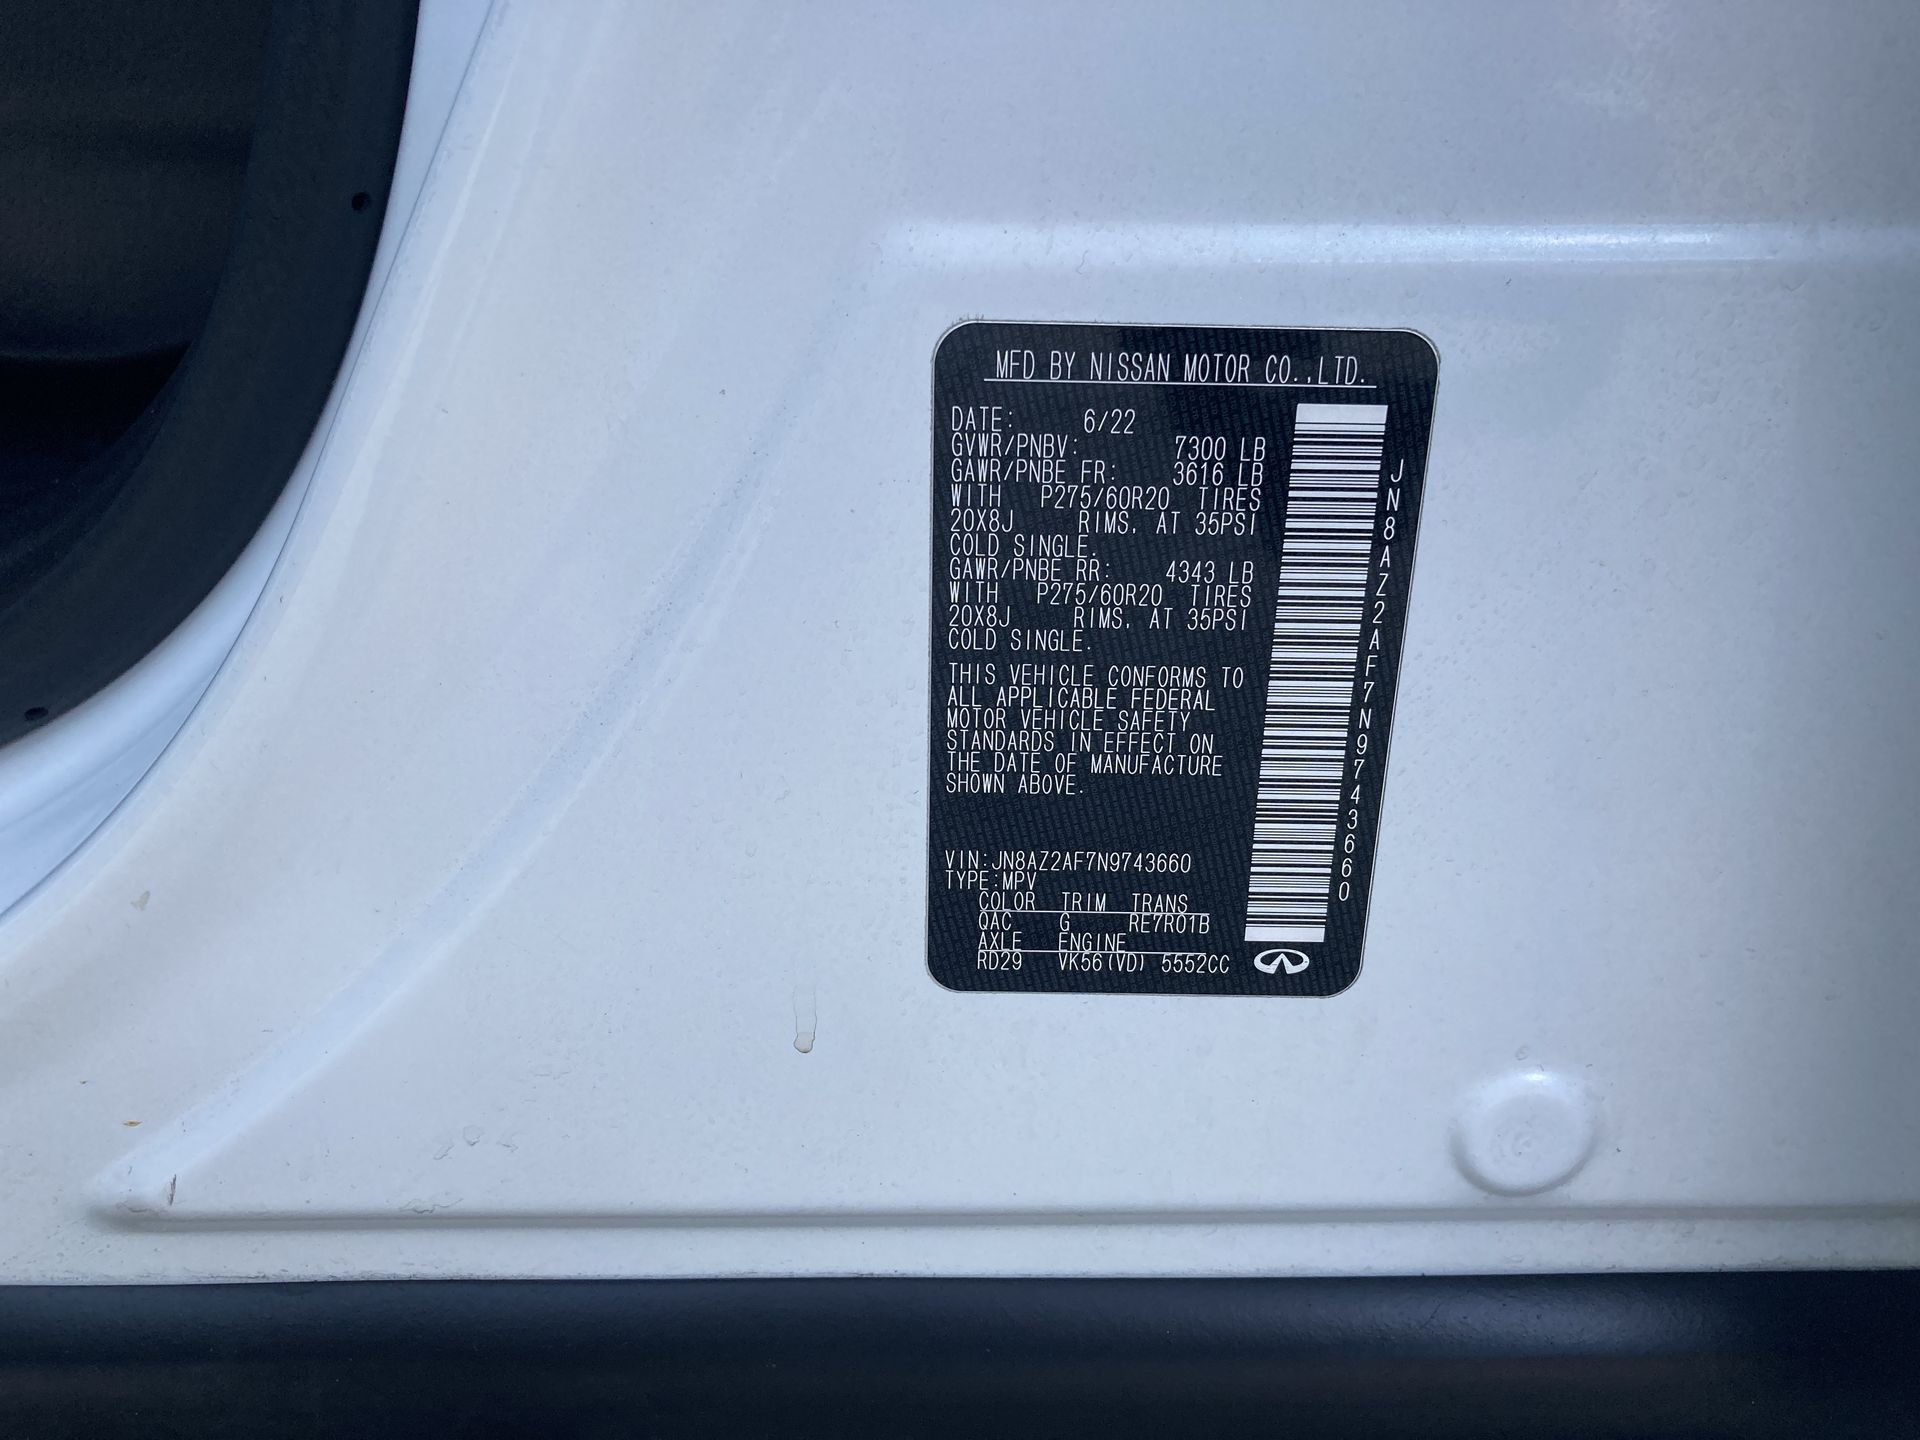 MFD BY NISSAN MOTOR CO.,LTD.
DATE: 6/22
GVWR/PNBV: 7300 LB
GAWR/PNBE FR: 3616 LB
WITH P275/60R20 TIRES
20X8J RIMS, AT 35PSI
COLD SINGLE.
GAWR/PNBE RR: 4343 LB
WITH P275/60R20 TIRES
20X8J RIMS, AT 35PSI
COLD SINGLE.
THIS VEHICLE CONFORMS TO
ALL APPLICABLE FEDERAL
MOTOR VEHICLE SAFETY
STANDARDS IN EFFECT ON
THE DATE OF MANUFACTURE
SHOWN ABOVE.
VIN:JN8AZ2AF7N9743660
TYPE:MPV
COLOR TRIM TRANS
QAC G RE7R01B
AXLE ENGINE
RD29 VK56(VD) 5552CC
JN8AZ2AF7N9743660